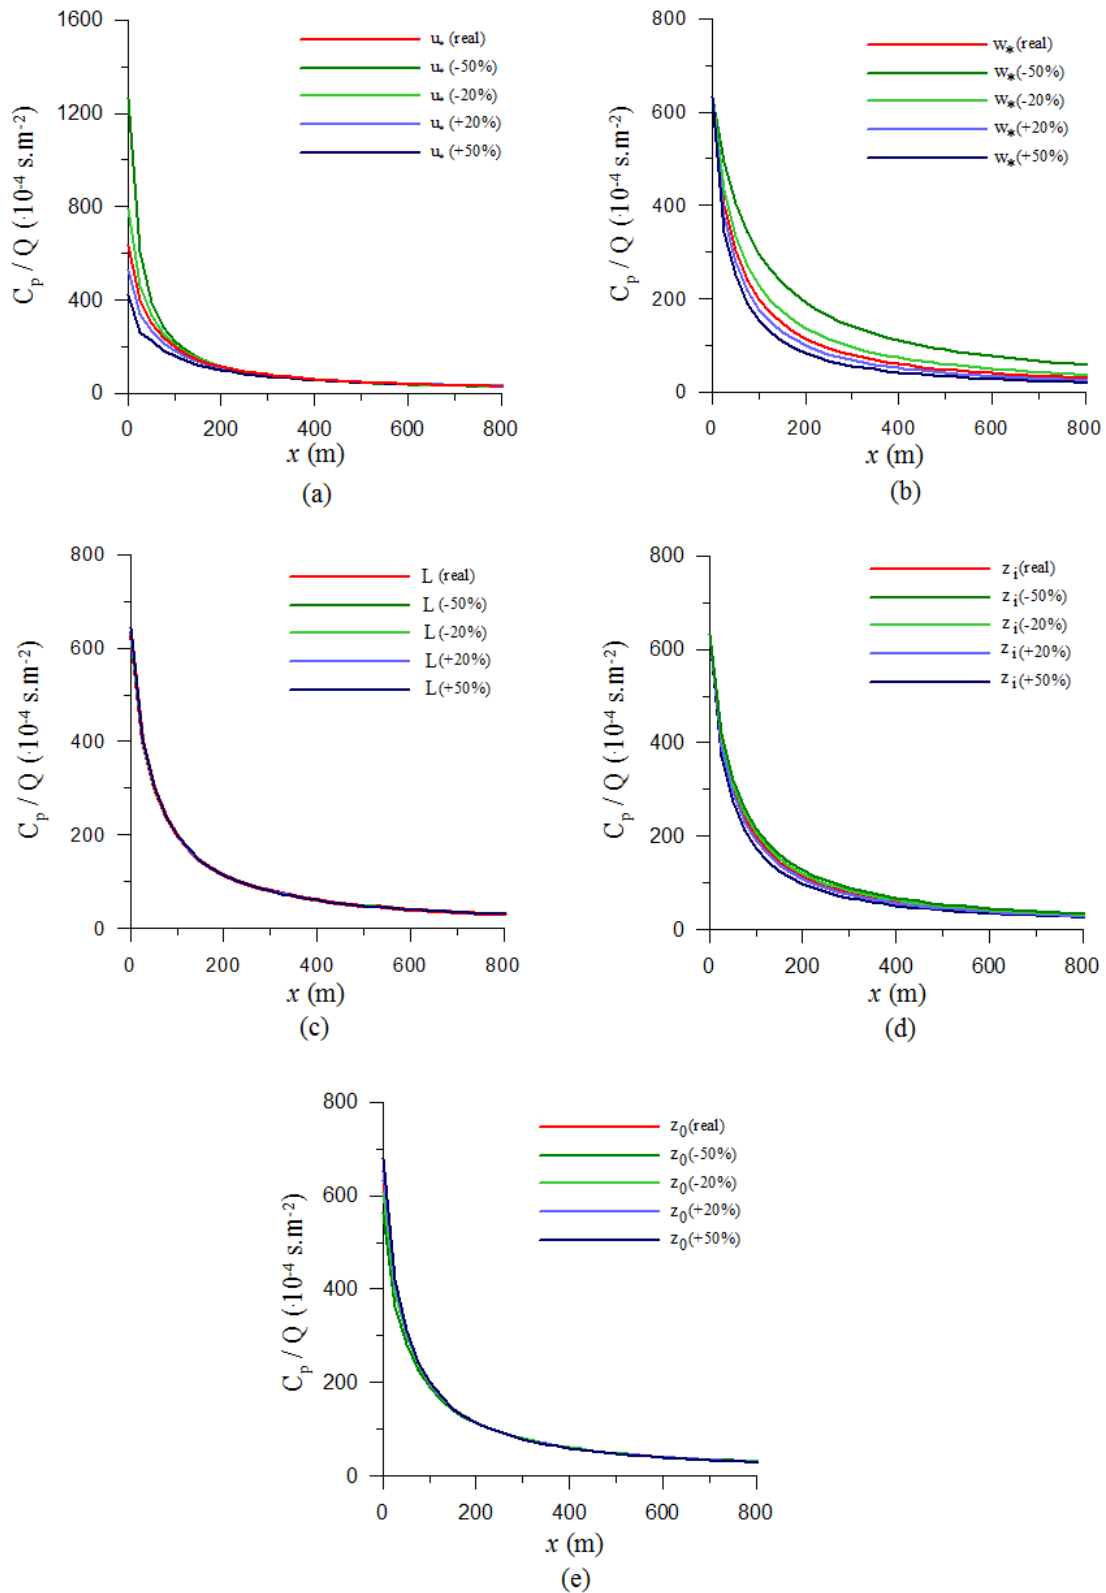 1600
1200
800
400
0
C_p / Q (·10^-4 s.m^-2)
u* (real)
u* (-50%)
u* (-20%)
u* (+20%)
u* (+50%)
0 200 400 600 800
x (m)
(a)
800
600
400
200
0
C_p / Q (·10^-4 s.m^-2)
w*(real)
w*(-50%)
w*(-20%)
w*(+20%)
w*(+50%)
0 200 400 600 800
x (m)
(b)
800
600
400
200
0
C_p / Q (·10^-4 s.m^-2)
L (real)
L (-50%)
L (-20%)
L (+20%)
L (+50%)
0 200 400 600 800
x (m)
(c)
800
600
400
200
0
C_p / Q (·10^-4 s.m^-2)
z_i(real)
z_i(-50%)
z_i(-20%)
z_i(+20%)
z_i(+50%)
0 200 400 600 800
x (m)
(d)
800
600
400
200
0
C_p / Q (·10^-4 s.m^-2)
z_0(real)
z_0(-50%)
z_0(-20%)
z_0(+20%)
z_0(+50%)
0 200 400 600 800
x (m)
(e)